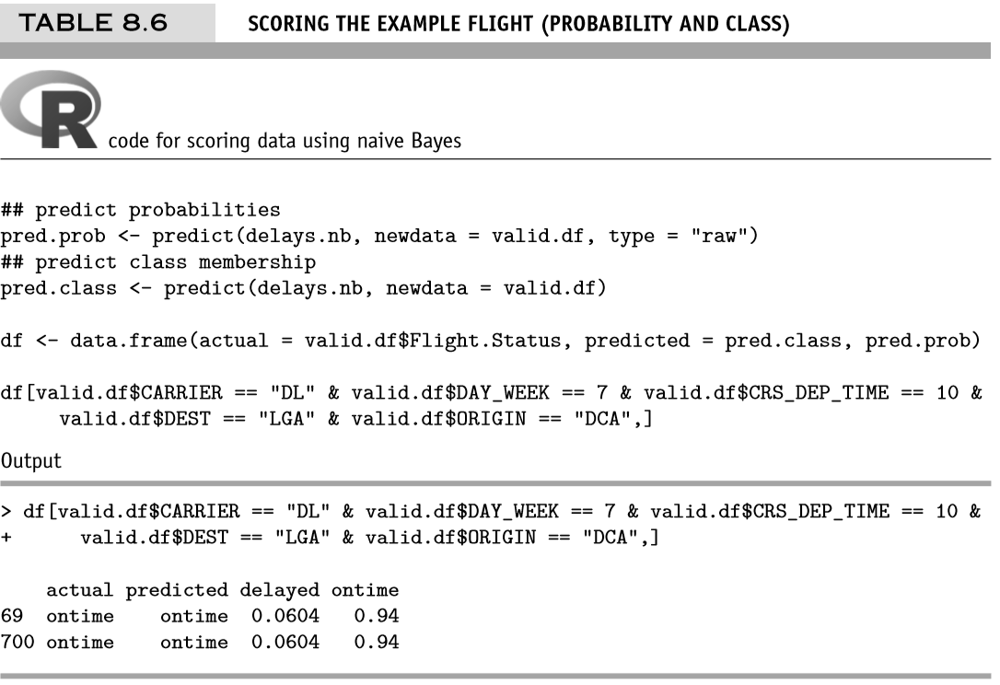 TABLE 8.6 SCORING THE EXAMPLE FLIGHT (PROBABILITY AND CLASS)
R code for scoring data using naive Bayes
## predict probabilities
pred.prob <- predict(delays.nb, newdata = valid.df, type = "raw")
## predict class membership
pred.class <- predict(delays.nb, newdata = valid.df)
df <- data.frame(actual = valid.df$Flight.Status, predicted = pred.class, pred.prob)
df[valid.df$CARRIER == "DL" & valid.df$DAY_WEEK == 7 & valid.df$CRS_DEP_TIME == 10 &
valid.df$DEST == "LGA" & valid.df$ORIGIN == "DCA",]
Output
> df[valid.df$CARRIER == "DL" & valid.df$DAY_WEEK == 7 & valid.df$CRS_DEP_TIME == 10 &
+ valid.df$DEST == "LGA" & valid.df$ORIGIN == "DCA",]
actual predicted delayed ontime
69 ontime ontime 0.0604 0.94
700 ontime ontime 0.0604 0.94